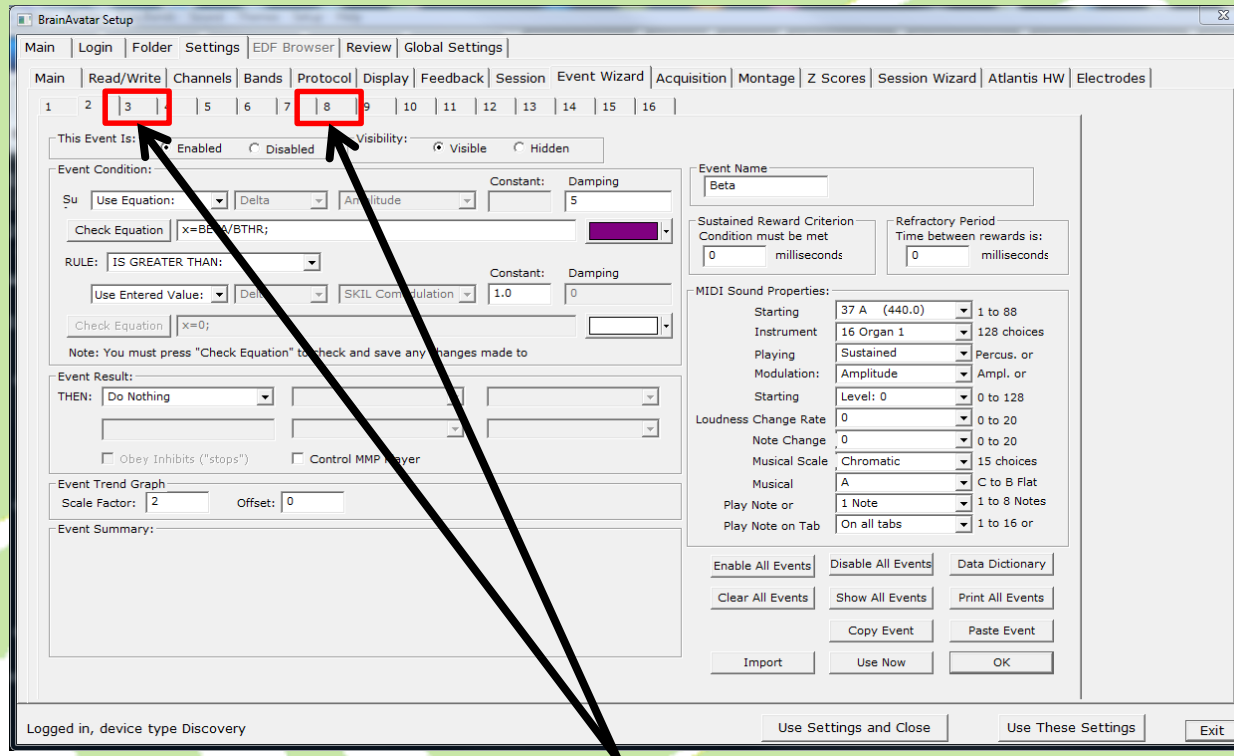 BrainAvatar Setup
Main Login Folder Settings EDF Browser Review Global Settings
Main Read/Write Channels Bands Protocol Display Feedback Session Event Wizard Acquisition Montage Z Scores Session Wizard Atlantis HW Electrodes
1 2 3 4 5 6 7 8 9 10 11 12 13 14 15 16
This Event Is: Enabled Disabled Visibility: Visible Hidden
Event Condition:
Constant: Damping
Su Use Equation: Delta Amplitude 5
Check Equation x=BETA/BTHR;
RULE: IS GREATER THAN:
Constant: Damping
Use Entered Value: Delta SKIL Comodulation 1.0 0
Check Equation x=0;
Note: You must press "Check Equation" to check and save any changes made to
Event Result:
THEN: Do Nothing
Obey Inhibits ("stops") Control MMP Player
Event Trend Graph
Scale Factor: 2 Offset: 0
Event Summary:
Event Name
Beta
Sustained Reward Criterion
Condition must be met
0 milliseconds
Refractory Period
Time between rewards is:
0 milliseconds
MIDI Sound Properties:
Starting 37 A (440.0) 1 to 88
Instrument 16 Organ 1 128 choices
Playing Sustained Percus. or
Modulation: Amplitude Ampl. or
Starting Level: 0 0 to 128
Loudness Change Rate 0 0 to 20
Note Change 0 0 to 20
Musical Scale Chromatic 15 choices
Musical A C to B Flat
Play Note or 1 Note 1 to 8 Notes
Play Note on Tab On all tabs 1 to 16 or
Enable All Events Disable All Events Data Dictionary
Clear All Events Show All Events Print All Events
Copy Event Paste Event
Import Use Now OK
Logged in, device type Discovery
Use Settings and Close Use These Settings Exit